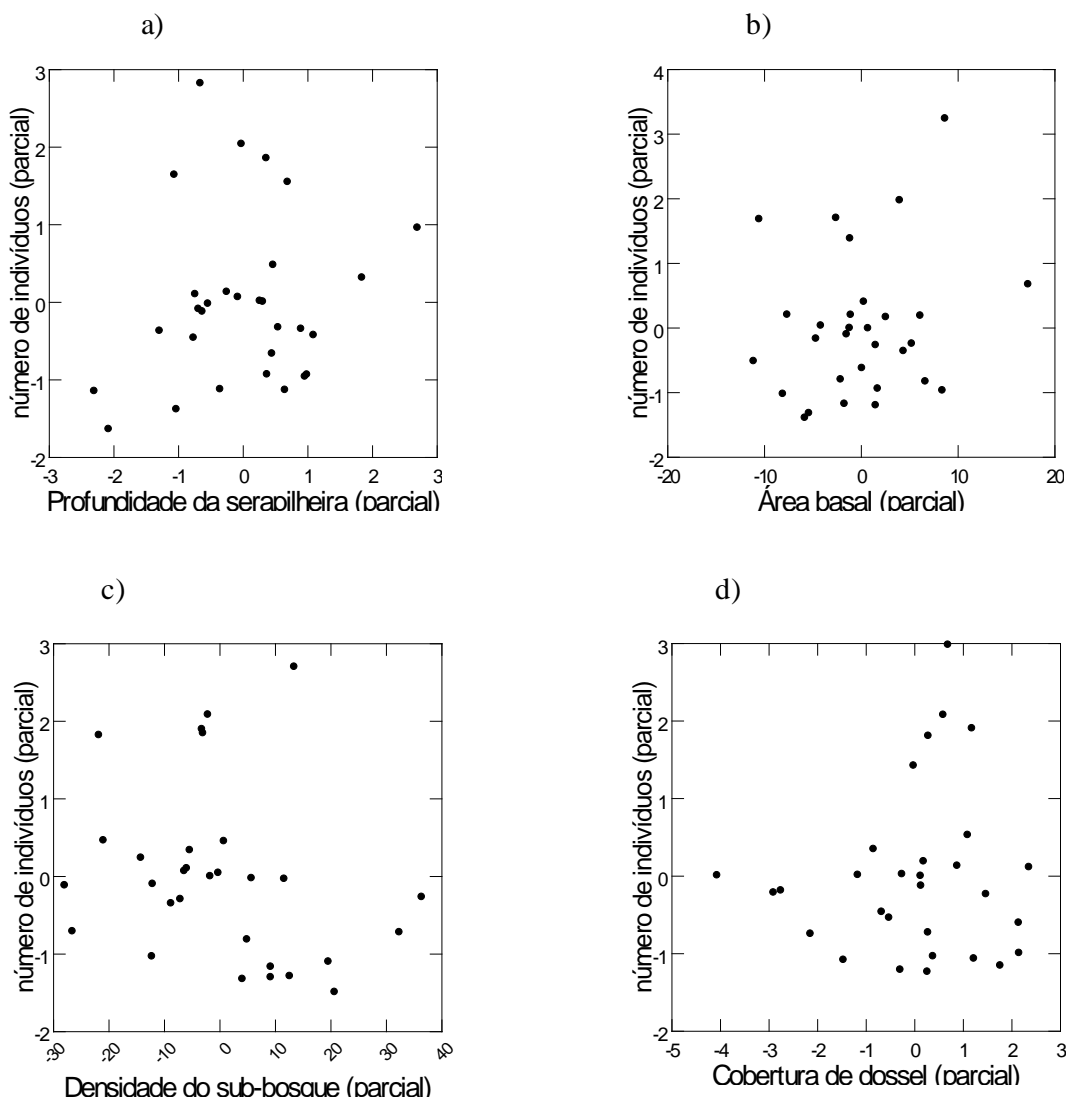 a)
3
2
1
0
-1
-2
número de indivíduos (parcial)
-3 -2 -1 0 1 2 3
Profundidade da serapilheira (parcial)
b)
4
3
2
1
0
-1
-2
número de indivíduos (parcial)
-20 -10 0 10 20
Área basal (parcial)
c)
3
2
1
0
-1
-2
número de indivíduos (parcial)
-30 -20 -10 0 10 20 30 40
Densidade do sub-bosque (parcial)
d)
3
2
1
0
-1
-2
número de indivíduos (parcial)
-5 -4 -3 -2 -1 0 1 2 3
Cobertura de dossel (parcial)